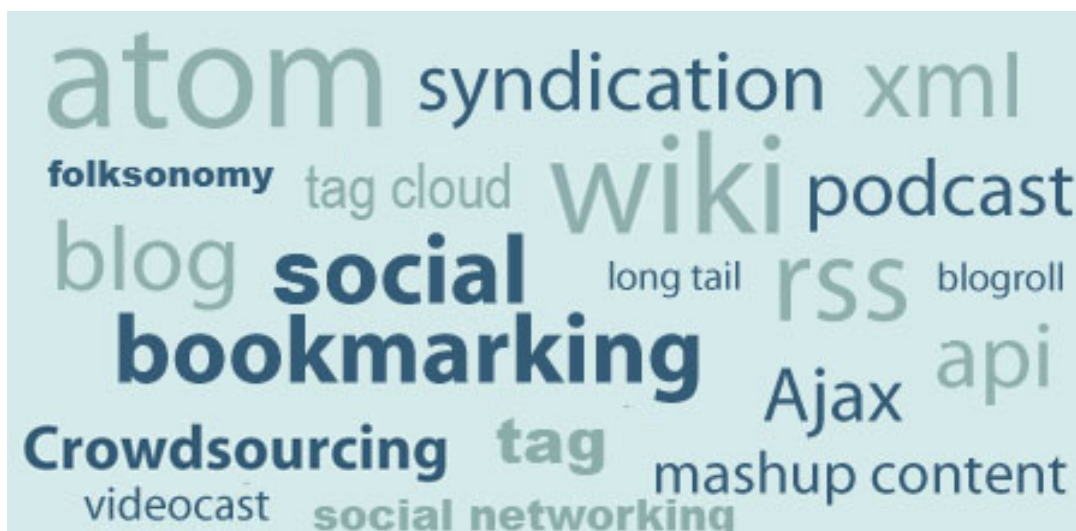 atom syndication xml
folksonomy tag cloud wiki podcast
blog social long tail rss blogroll
bookmarking Ajax api
Crowdsourcing tag mashup content
videocast social networking